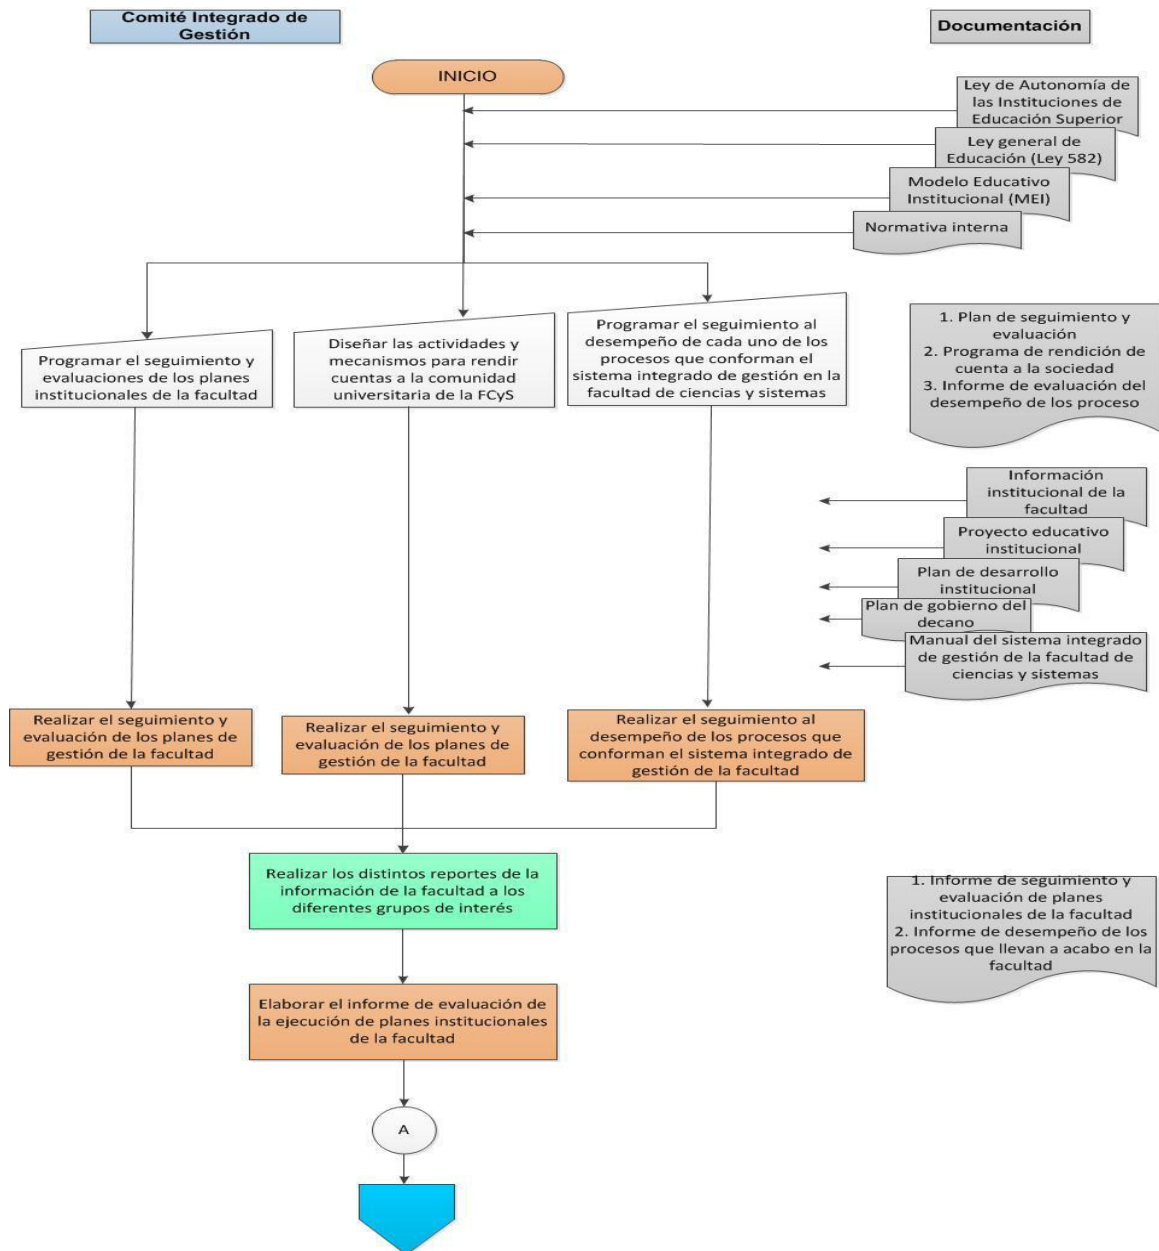 Comité Integrado de
Gestión
Documentación
INICIO
Ley de Autonomía de
las Instituciones de
Educación Superior
Ley general de
Educación (Ley 582)
Modelo Educativo
Institucional (MEI)
Normativa interna
Programar el seguimiento y
evaluaciones de los planes
institucionales de la facultad
Diseñar las actividades y
mecanismos para rendir
cuentas a la comunidad
universitaria de la FCyS
Programar el seguimiento al
desempeño de cada uno de los
procesos que conforman el
sistema integrado de gestión en la
facultad de ciencias y sistemas
1. Plan de seguimiento y
evaluación
2. Programa de rendición de
cuenta a la sociedad
3. Informe de evaluación del
desempeño de los proceso
Información
institucional de la
facultad
Proyecto educativo
institucional
Plan de desarrollo
institucional
Plan de gobierno del
decano
Manual del sistema integrado
de gestión de la facultad de
ciencias y sistemas
Realizar el seguimiento y
evaluación de los planes de
gestión de la facultad
Realizar el seguimiento y
evaluación de los planes de
gestión de la facultad
Realizar el seguimiento al
desempeño de los procesos que
conforman el sistema integrado de
gestión de la facultad
Realizar los distintos reportes de la
información de la facultad a los
diferentes grupos de interés
1. Informe de seguimiento y
evaluación de planes
institucionales de la facultad
2. Informe de desempeño de los
procesos que llevan a acabo en la
facultad
Elaborar el informe de evaluación de
la ejecución de planes institucionales
de la facultad
A